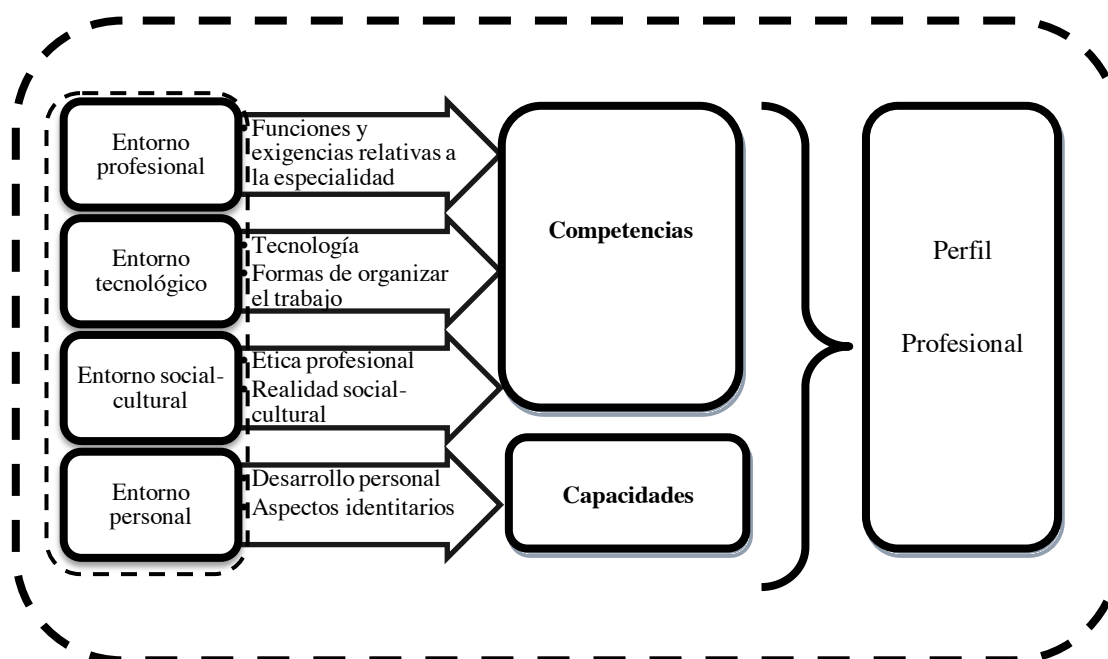 Entorno
profesional
• Funciones y
exigencias relativas a
la especialidad
Entorno
tecnológico
• Tecnología
• Formas de organizar
el trabajo
Entorno social-
cultural
• Etica profesional
• Realidad social-
cultural
Entorno
personal
• Desarrollo personal
• Aspectos identitarios
Competencias
Capacidades
Perfil
Profesional